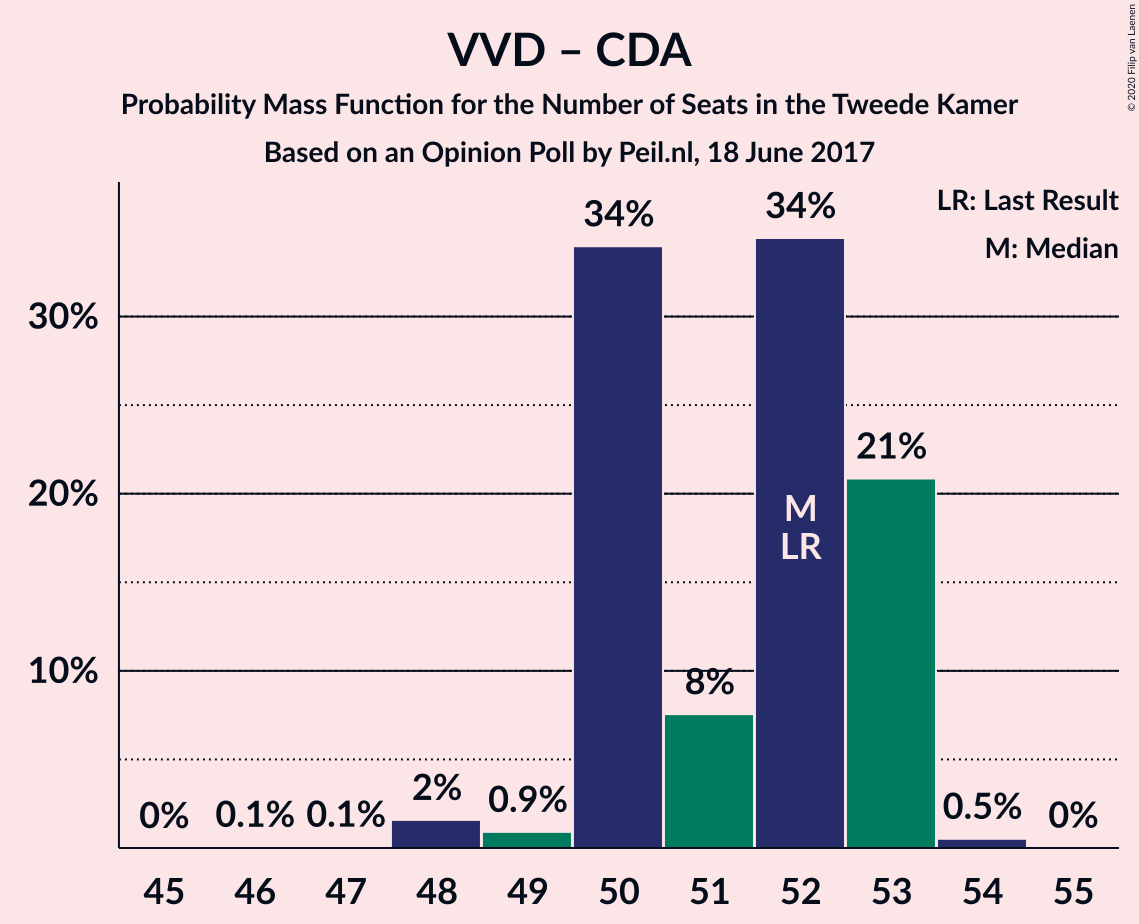 VVD – CDA
Probability Mass Function for the Number of Seats in the Tweede Kamer
Based on an Opinion Poll by Peil.nl, 18 June 2017
© 2020 Filip van Laenen
LR: Last Result
M: Median
30%
20%
10%
0%
0.1%
0.1%
2%
0.9%
34%
8%
34%
M
LR
21%
0.5%
0%
45 46 47 48 49 50 51 52 53 54 55